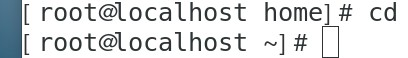 [ root@localhost home]# cd
[ root@localhost ~]#